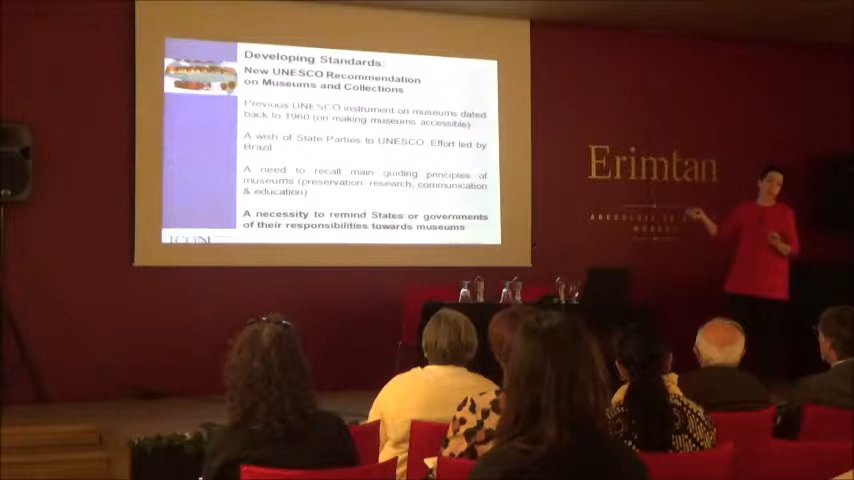 Developing Standards:
New UNESCO Recommendation
on Museums and Collections
Previous UNESCO instrument on museums dated
back to 1960 (on making museums accessible)
A wish of State Parties to UNESCO. Effort led by
Brazil
A need to recall main guiding principles of
museums (preservation, research, communication
& education)
A necessity to remind States or governments
of their responsibilities towards museums
ICOM
Erimtan